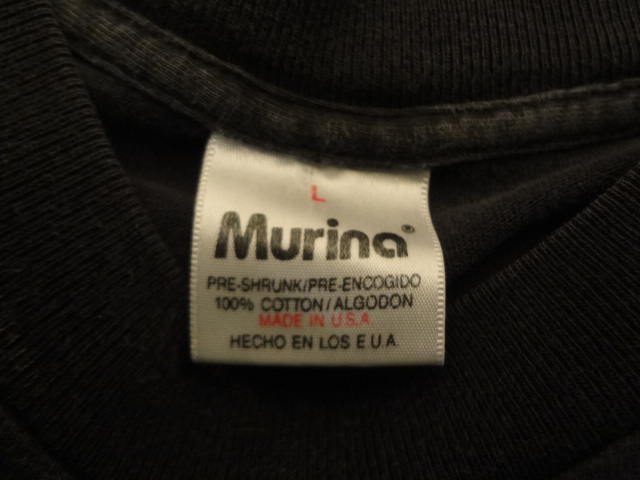 L
Murina®
PRE-SHRUNK/PRE-ENCOGIDO
100% COTTON/ALGODON
MADE IN U.S.A.
HECHO EN LOS E.U.A.